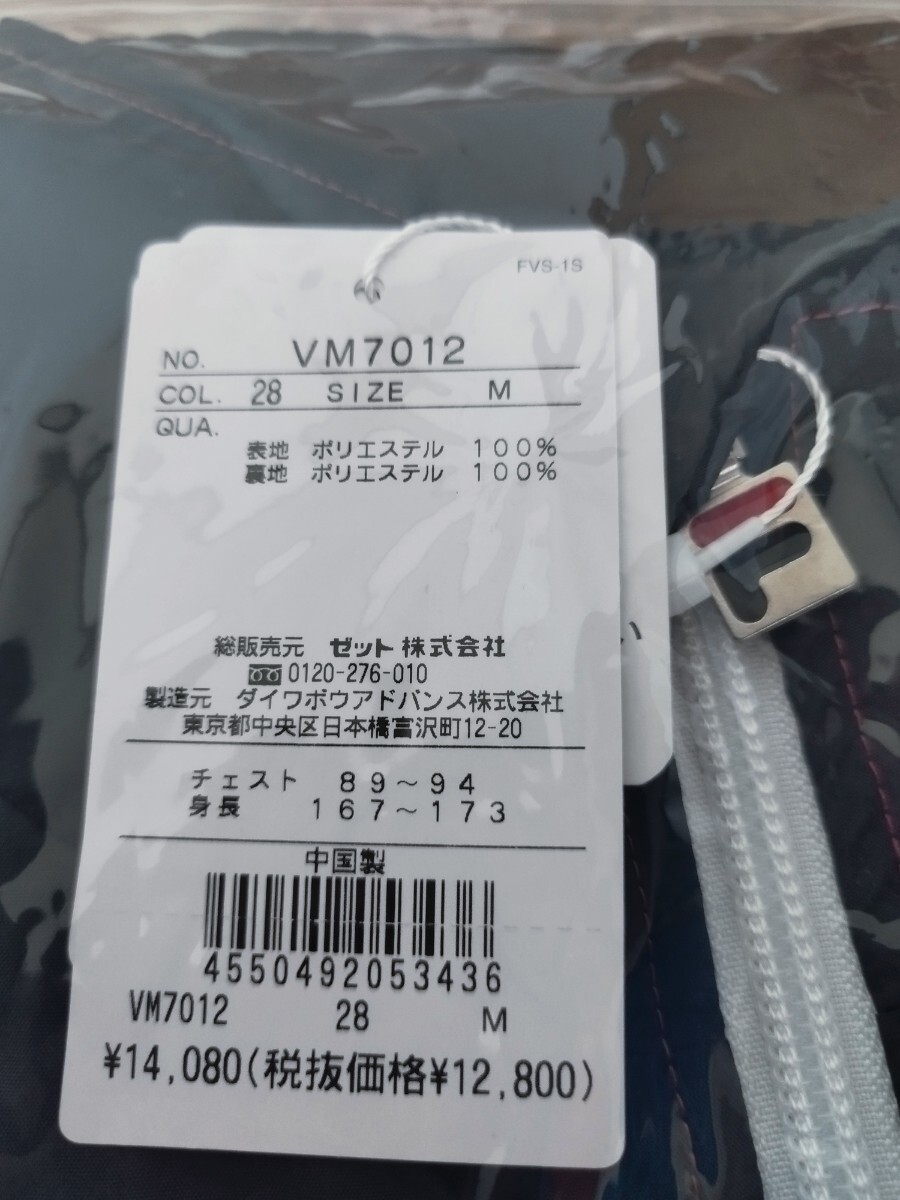 FVS-1S
NO. VM7012
COL. 28 SIZE M
QUA.
表地 ポリエステル 100%
裏地 ポリエステル 100%
総販売元 ゼット株式会社
0120-276-010
製造元 ダイワボウアドバンス株式会社
東京都中央区日本橋富沢町12-20
チェスト 89～94
身長 167～173
中国製
4550492053436
VM7012 28 M
¥14,080(税抜価格¥12,800)
い